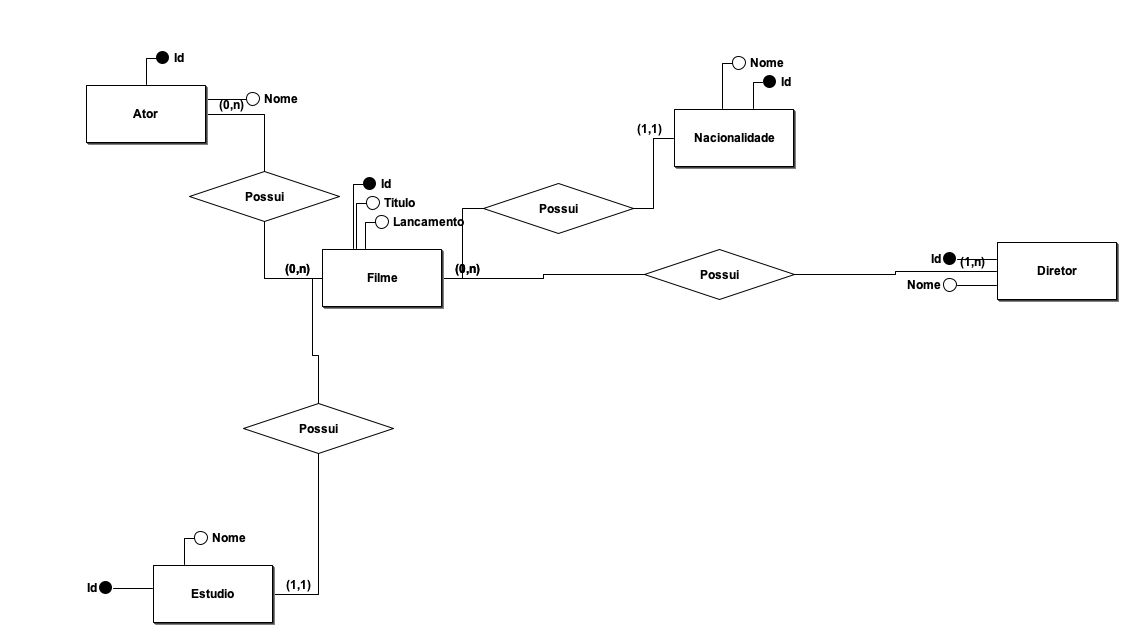 Id
Nome
(0,n)
Ator
Nome
Id
(1,1)
Nacionalidade
Possui
Id
Titulo
Lancamento
Possui
(0,n)
Filme
(0,n)
Possui
Id
(1,n)
Nome
Diretor
Possui
Nome
Id
Estudio
(1,1)